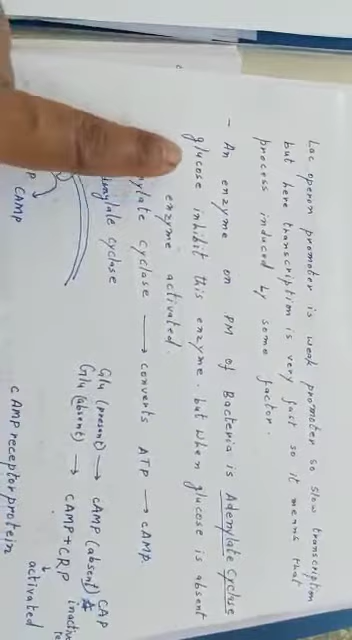 Lac operon promoter is weak promoter so slow transcription
but here transcription is very fast so it means that
process induced by some factor.
- An enzyme on PM of Bacteria is Adenylate cyclase
glucose inhibit this enzyme. but when glucose is absent
enzyme activated.
ylate cyclase → converts ATP → cAMP
denylate cyclase
Glu (present) → cAMP (absent) CAP
Glu (absent) → cAMP + CRP
activated
P
CAMP
CAMP receptor protein